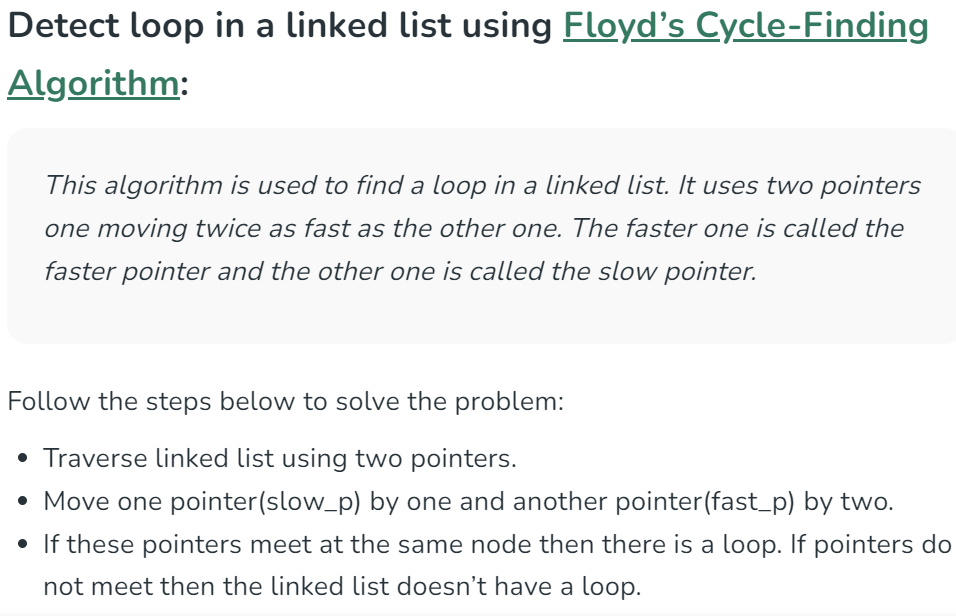 Detect loop in a linked list using Floyd’s Cycle-Finding
Algorithm:
This algorithm is used to find a loop in a linked list. It uses two pointers
one moving twice as fast as the other one. The faster one is called the
faster pointer and the other one is called the slow pointer.
Follow the steps below to solve the problem:
• Traverse linked list using two pointers.
• Move one pointer(slow_p) by one and another pointer(fast_p) by two.
• If these pointers meet at the same node then there is a loop. If pointers do
not meet then the linked list doesn’t have a loop.